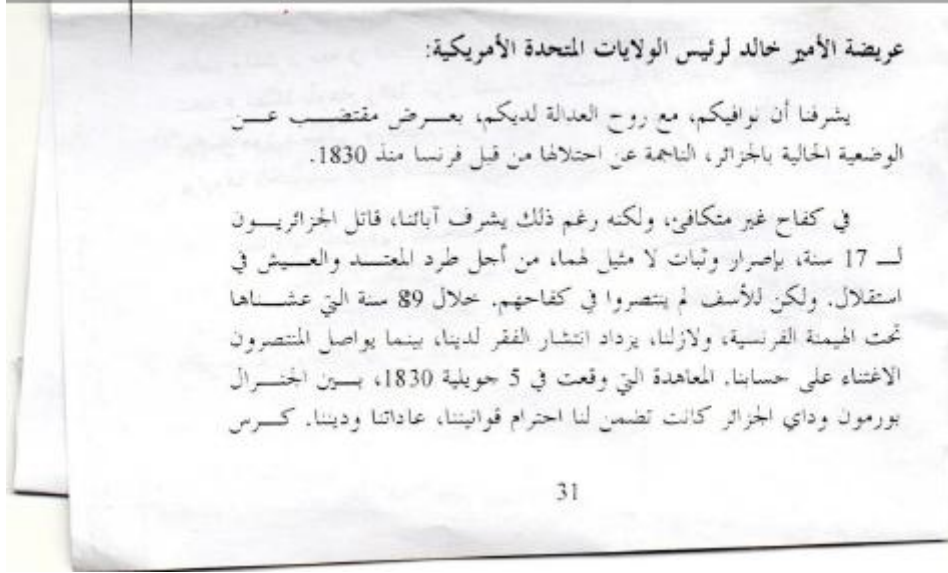 عريضة الأمير خالد لرئيس الولايات المتحدة الأمريكية:
يشرفنا أن نوافيكم، مع روح العدالة لديكم، بعرض مقتضب عن
الوضعية الحالية بالجزائر، الناجمة عن احتلالها من قبل فرنسا منذ 1830.
في كفاح غير متكافئ، ولكنه رغم ذلك يشرف آبائنا، قاتل الجزائريون
لـ 17 سنة، بإصرار وثبات لا مثيل لهما، من أجل طرد المعتد والعيش في
استقلال. ولكن للأسف لم ينتصروا في كفاحهم. خلال 89 سنة التي عشناها
تحت الهيمنة الفرنسية، ولازلنا، يزداد انتشار الفقر لدينا، بينما يواصل المنتصرون
الاغتناء على حسابنا. المعاهدة التي وقعت في 5 جويلية 1830، بين الجنرال
بورمون وداي الجزائر كانت تضمن لنا احترام قوانيننا، عاداتنا وديننا. كرس
31